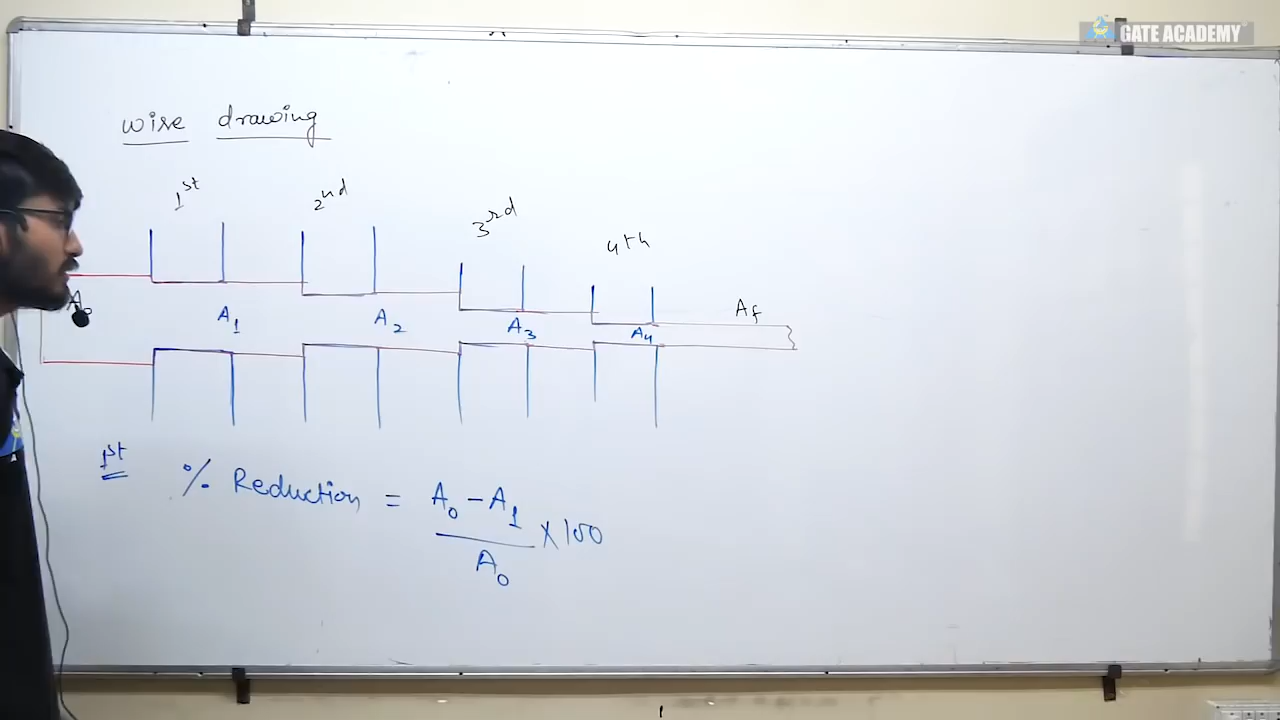 GATE ACADEMY
wire drawing
1st 2nd 3rd 4th
A0 A1 A2 A3 A4 Af
1st % Reduction = A0 - A1 / A0 × 100